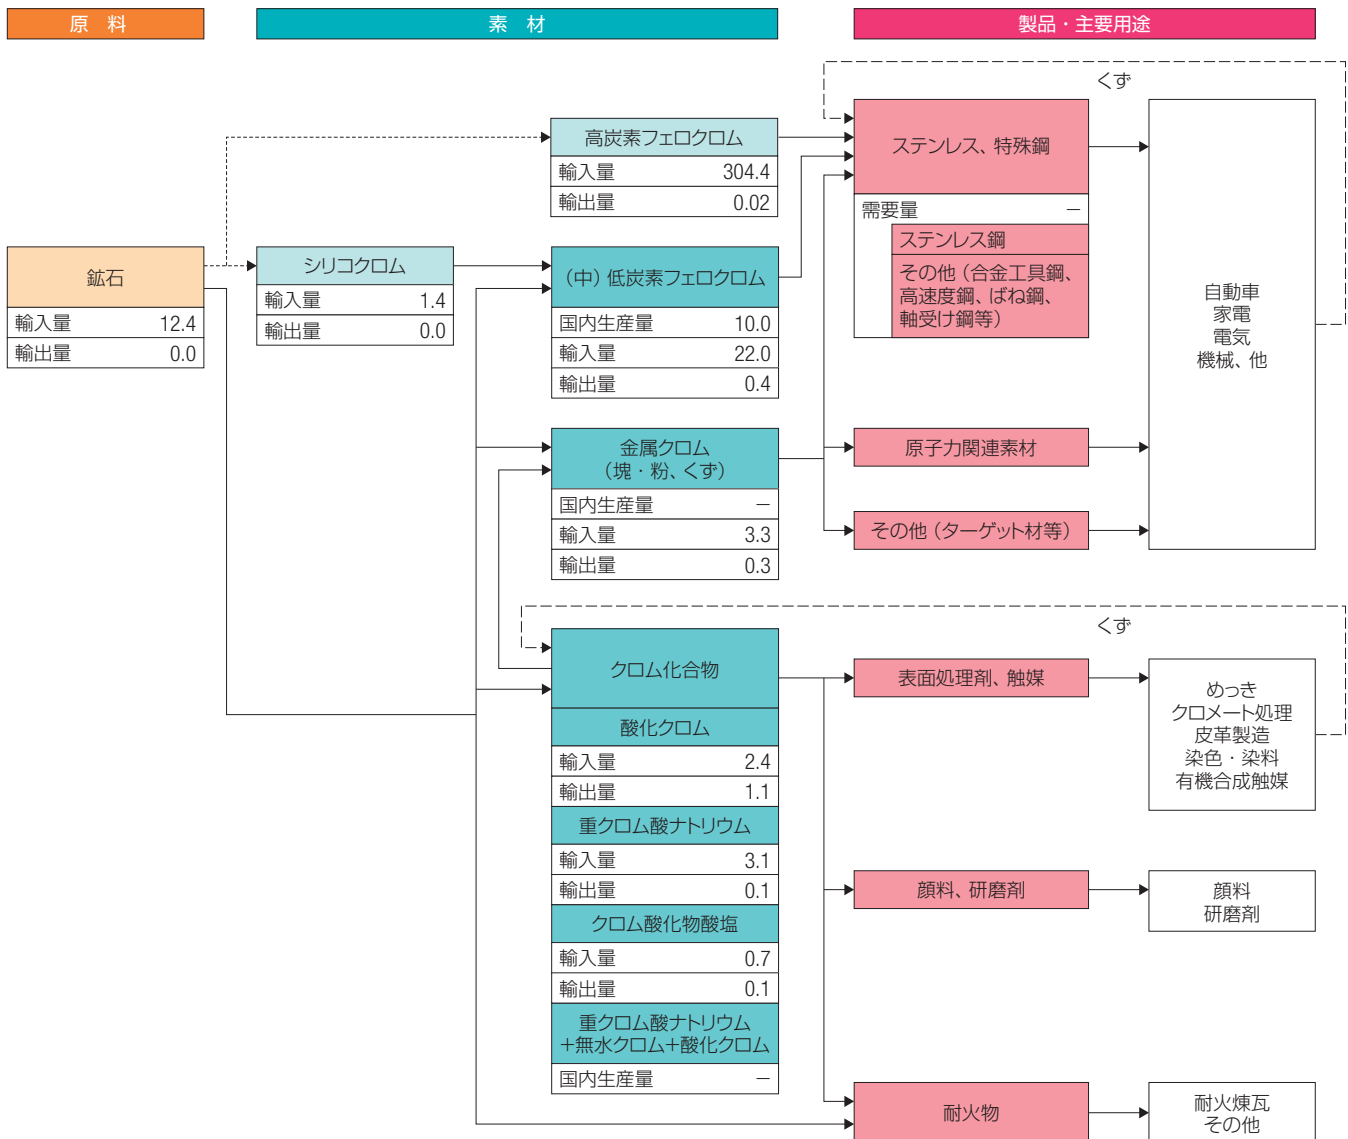 原 料
素 材
製品・主要用途
くず
高炭素フェロクロム
輸入量 304.4
輸出量 0.02
ステンレス、特殊鋼
需要量 －
ステンレス鋼
その他（合金工具鋼、
高速度鋼、ばね鋼、
軸受け鋼等）
鉱石
輸入量 12.4
輸出量 0.0
シリコクロム
輸入量 1.4
輸出量 0.0
（中）低炭素フェロクロム
国内生産量 10.0
輸入量 22.0
輸出量 0.4
自動車
家電
電気
機械、他
金属クロム
（塊・粉、くず）
国内生産量 －
輸入量 3.3
輸出量 0.3
原子力関連素材
その他（ターゲット材等）
くず
クロム化合物
酸化クロム
輸入量 2.4
輸出量 1.1
重クロム酸ナトリウム
輸入量 3.1
輸出量 0.1
クロム酸化物酸塩
輸入量 0.7
輸出量 0.1
重クロム酸ナトリウム
＋無水クロム＋酸化クロム
国内生産量 －
表面処理剤、触媒
めっき
クロメート処理
皮革製造
染色・染料
有機合成触媒
顔料、研磨剤
顔料
研磨剤
耐火物
耐火煉瓦
その他